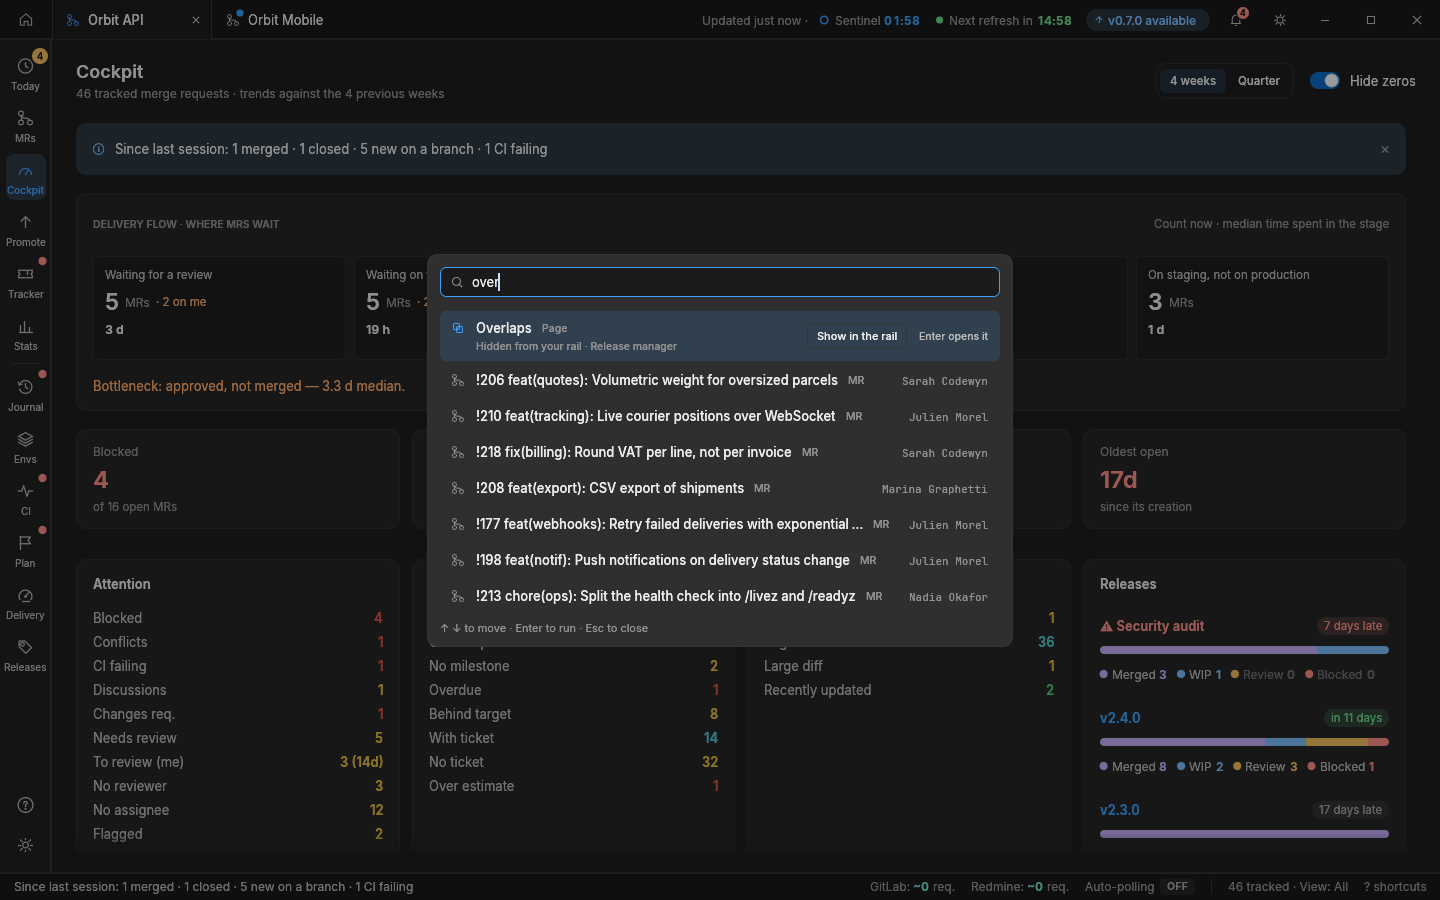 Orbit API
Orbit Mobile
Updated just now ·
Sentinel 01:58
Next refresh in 14:58
v0.7.0 available
4
4
Today
MRs
Cockpit
Promote
Tracker
Stats
Journal
Envs
CI
Plan
Delivery
Releases
Cockpit
46 tracked merge requests · trends against the 4 previous weeks
4 weeks
Quarter
Hide zeros
Since last session: 1 merged · 1 closed · 5 new on a branch · 1 CI failing
DELIVERY FLOW · WHERE MRS WAIT
Count now · median time spent in the stage
Waiting for a review
5 MRs · 2 on me
3 d
Waiting on
5 MRs · 2
19 h
On staging, not on production
3 MRs
1 d
Bottleneck: approved, not merged — 3.3 d median.
over
Overlaps Page
Hidden from your rail · Release manager
Show in the rail
Enter opens it
!206 feat(quotes): Volumetric weight for oversized parcels MR Sarah Codewyn
!210 feat(tracking): Live courier positions over WebSocket MR Julien Morel
!218 fix(billing): Round VAT per line, not per invoice MR Sarah Codewyn
!208 feat(export): CSV export of shipments MR Marina Graphetti
!177 feat(webhooks): Retry failed deliveries with exponential ... MR Julien Morel
!198 feat(notif): Push notifications on delivery status change MR Julien Morel
!213 chore(ops): Split the health check into /livez and /readyz MR Nadia Okafor
↑ ↓ to move · Enter to run · Esc to close
Blocked
4
of 16 open MRs
Oldest open
17d
since its creation
Attention
Blocked 4
Conflicts 1
CI failing 1
Discussions 1
Changes req. 1
Needs review 5
To review (me) 3 (14d)
No reviewer 3
No assignee 12
Flagged 2
No milestone 2
Overdue 1
Behind target 8
With ticket 14
No ticket 32
Over estimate 1
1
36
Large diff 1
Recently updated 2
Releases
Security audit 7 days late
Merged 3 WIP 1 Review 0 Blocked 0
v2.4.0 in 11 days
Merged 8 WIP 2 Review 3 Blocked 1
v2.3.0 17 days late
Since last session: 1 merged · 1 closed · 5 new on a branch · 1 CI failing
GitLab: ~0 req.
Redmine: ~0 req.
Auto-polling OFF
46 tracked · View: All
? shortcuts